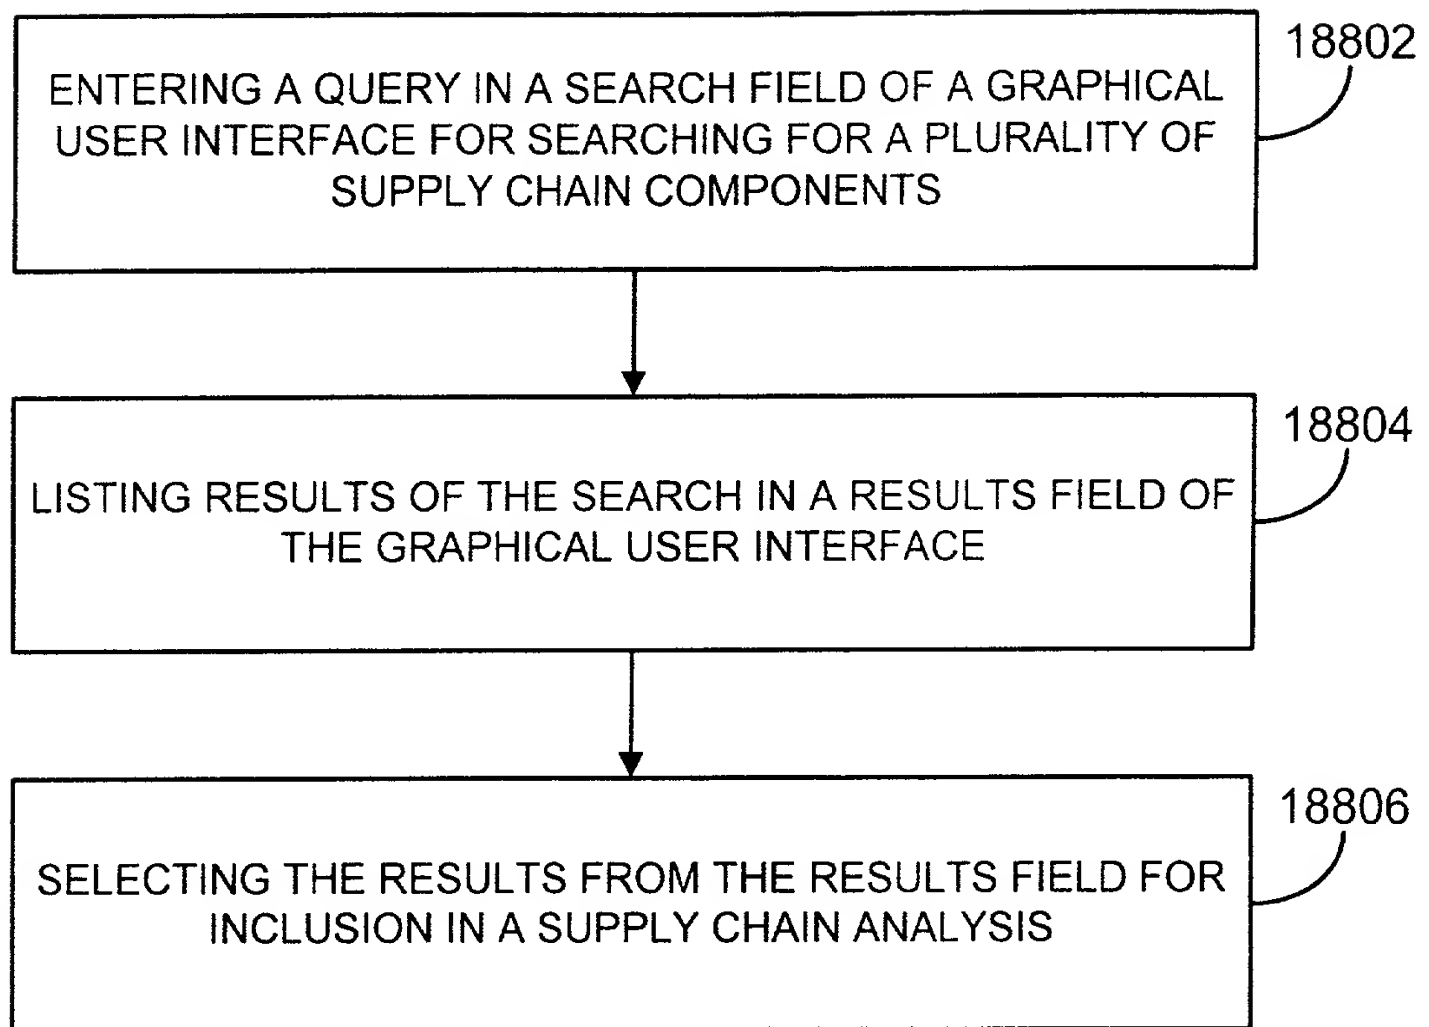 18802
ENTERING A QUERY IN A SEARCH FIELD OF A GRAPHICAL
USER INTERFACE FOR SEARCHING FOR A PLURALITY OF
SUPPLY CHAIN COMPONENTS
18804
LISTING RESULTS OF THE SEARCH IN A RESULTS FIELD OF
THE GRAPHICAL USER INTERFACE
18806
SELECTING THE RESULTS FROM THE RESULTS FIELD FOR
INCLUSION IN A SUPPLY CHAIN ANALYSIS